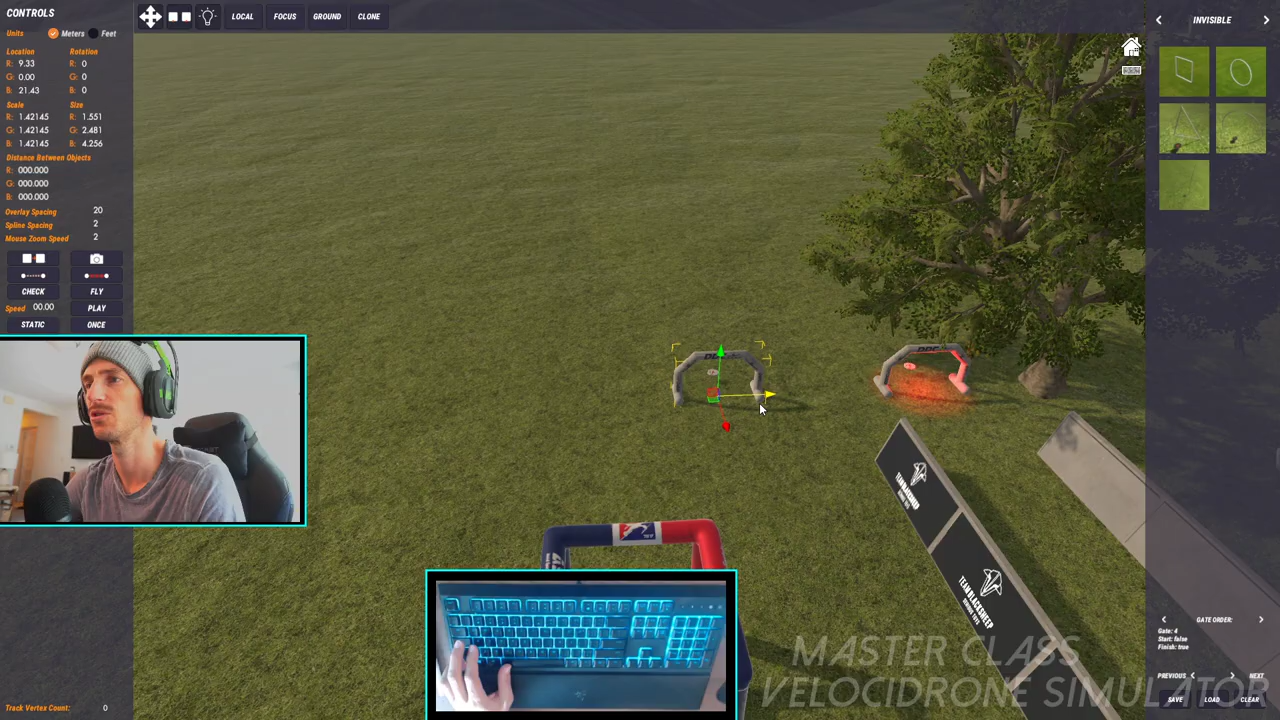 CONTROLS
Units Meters Feet
Location Rotation
R: 9.33 R: 0
G: 0.00 G: 0
B: 21.43 B: 0
Scale Size
R: 1.42145 R: 1.551
G: 1.42145 G: 2.481
B: 1.42145 B: 4.256
Distance Between Objects
R: 000.000
G: 000.000
B: 000.000
Overlay Spacing 20
Spline Spacing 2
Mouse Zoom Speed 2
CHECK FLY
Speed 00.00 PLAY
STATIC ONCE
Track Vertex Count: 0
LOCAL FOCUS GROUND CLONE
INVISIBLE
TEAMBLACKSHEEP
TEAMBLACKSHEEP
GATE ORDER:
Gate: 4
Start: false
Finish: true
PREVIOUS NEXT
SAVE LOAD CLEAR
MASTER CLASS
VELOCIDRONE SIMULATOR